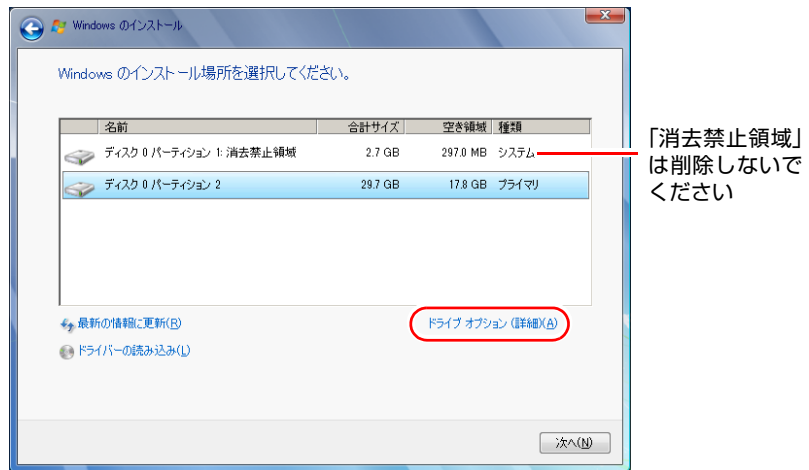 Windows のインストール
Windows のインストール場所を選択してください。
名前 合計サイズ 空き領域 種類
ディスク 0 パーティション 1: 消去禁止領域 2.7 GB 297.0 MB システム
ディスク 0 パーティション 2 29.7 GB 17.8 GB プライマリ
「消去禁止領域」
は削除しないで
ください
最新の情報に更新(R) ドライブ オプション (詳細)(A)
ドライバーの読み込み(L)
次へ(N)